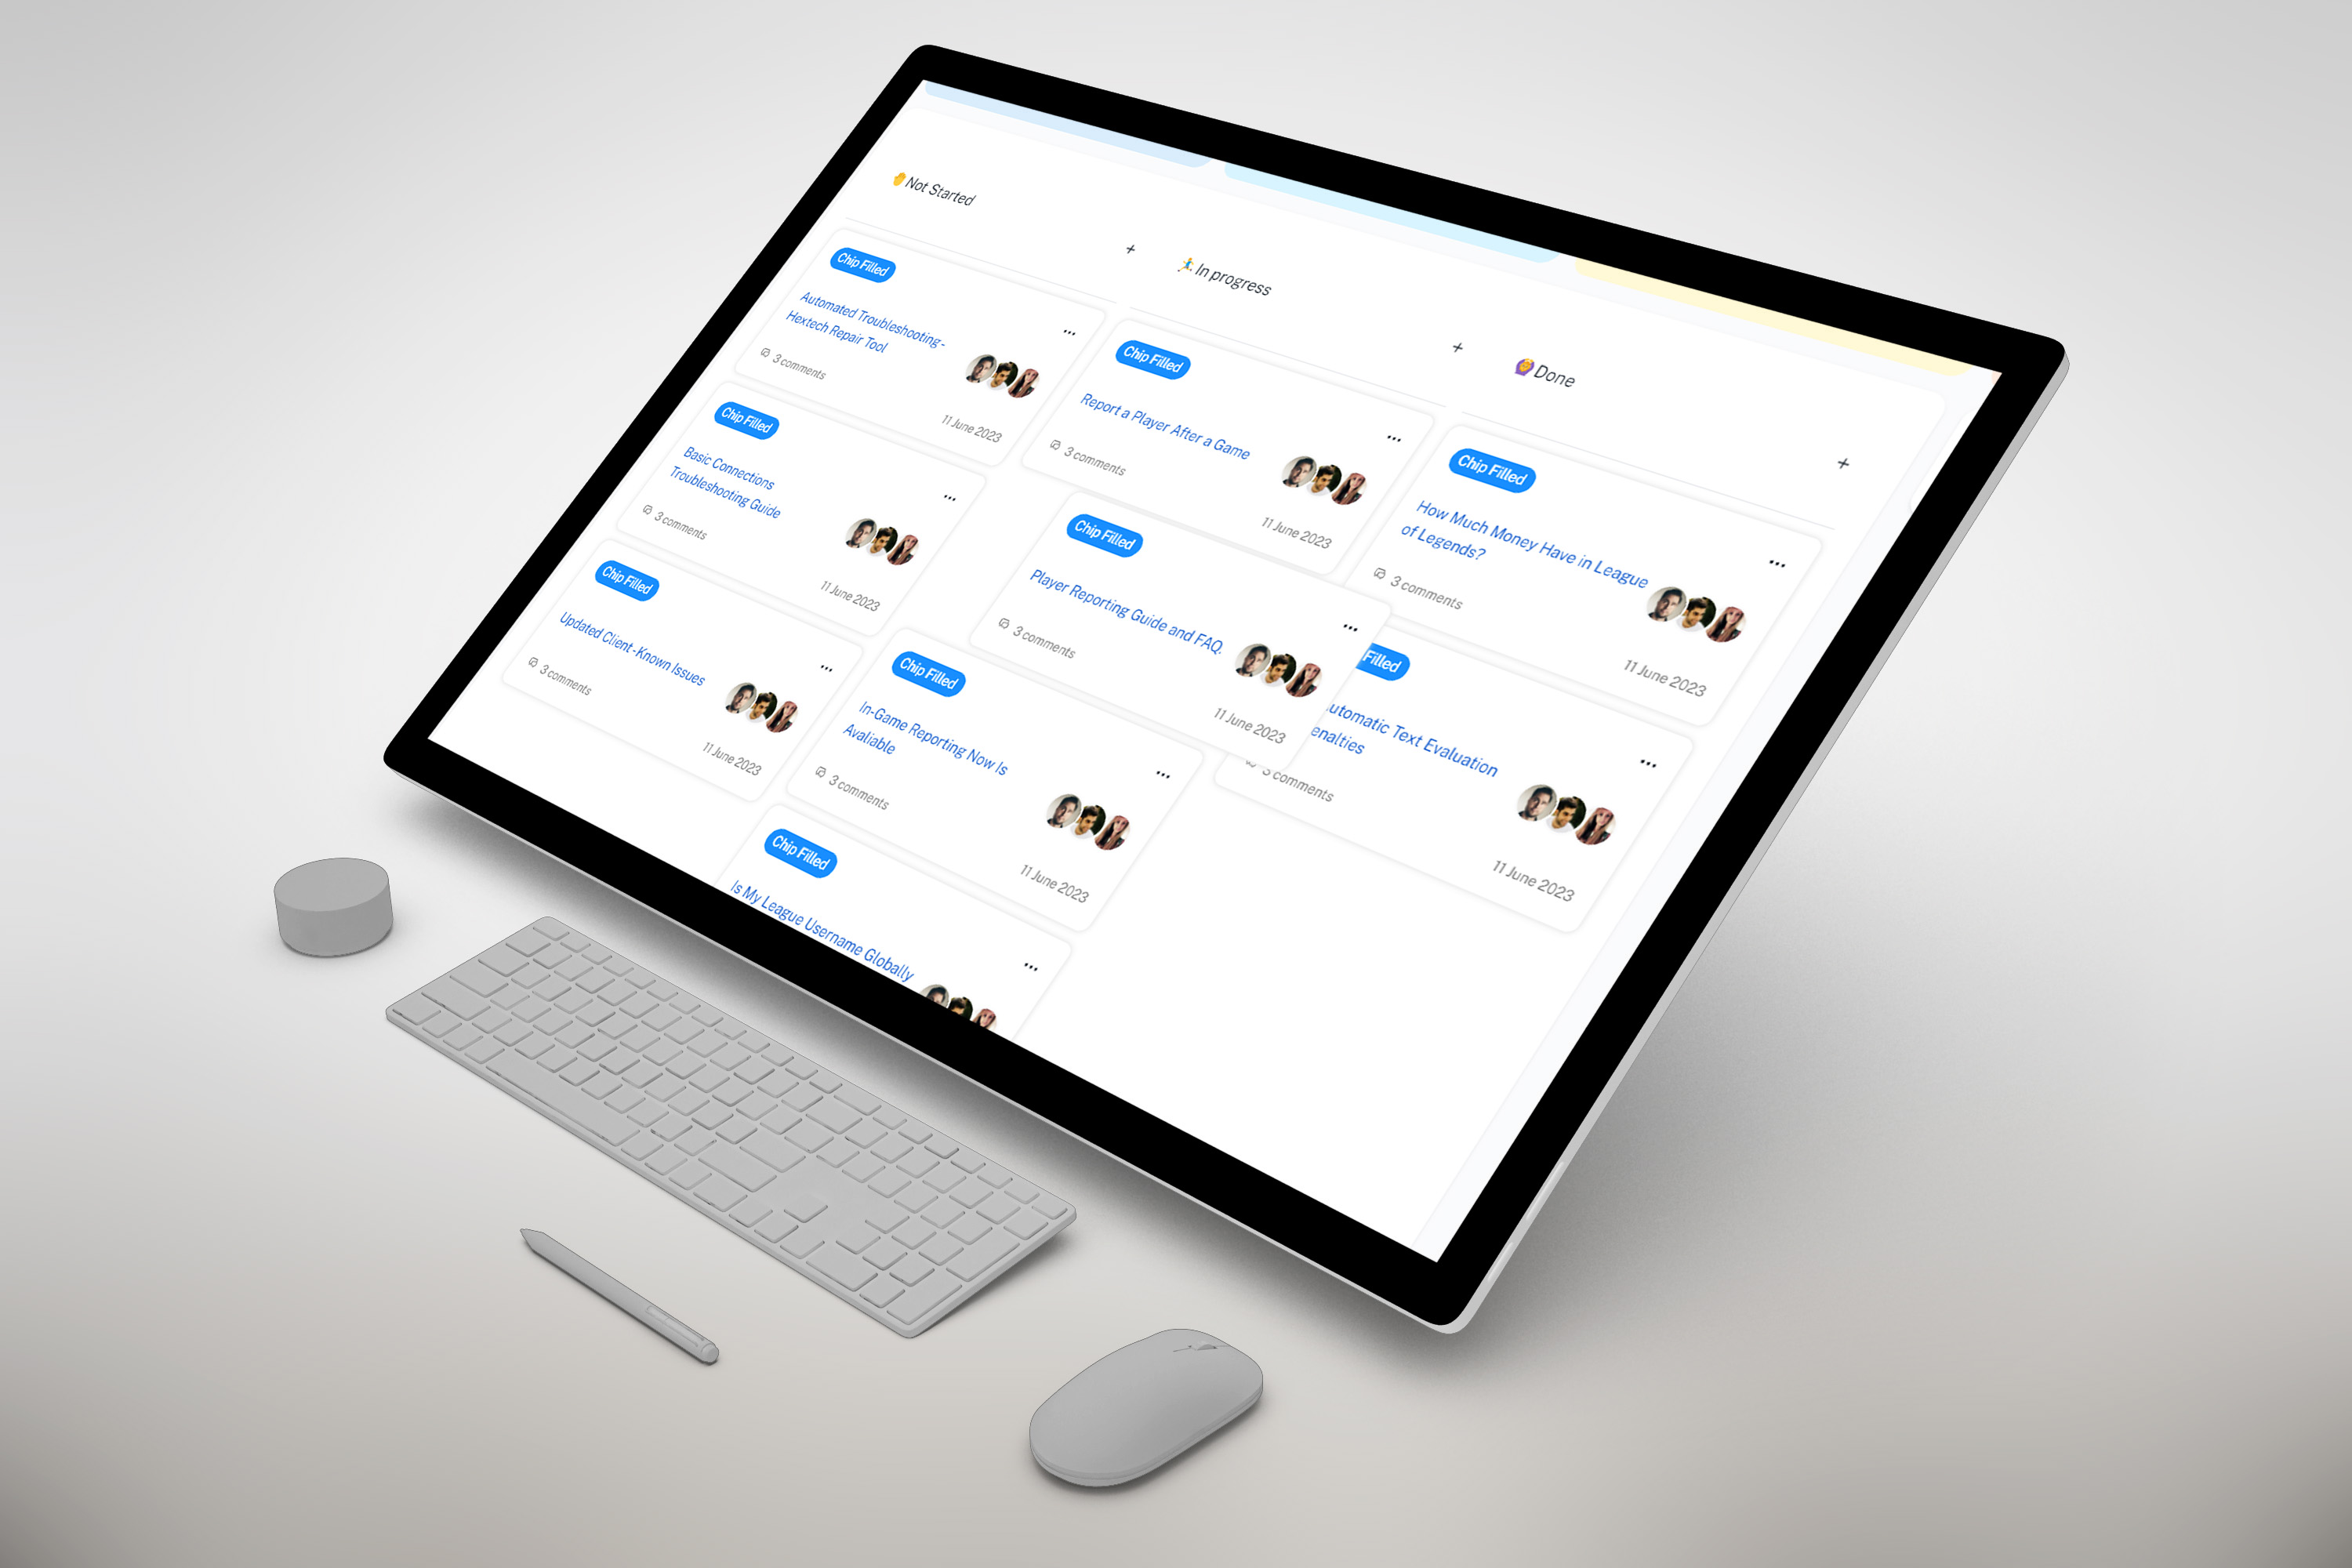 Not Started
+
Chip Filled
Automated Troubleshooting -
Hextech Repair Tool
3 comments
11 June 2023
Chip Filled
Basic Connections
Troubleshooting Guide
3 comments
11 June 2023
Chip Filled
Updated Client - Known Issues
3 comments
11 June 2023
In progress
+
Chip Filled
Report a Player After a Game
3 comments
11 June 2023
Chip Filled
Player Reporting Guide and FAQ.
3 comments
11 June 2023
Chip Filled
In-Game Reporting Now Is
Avaliable
3 comments
11 June 2023
Chip Filled
Is My League Username Globally
Done
+
Chip Filled
How Much Money Have in League
of Legends?
3 comments
11 June 2023
Filled
utomatic Text Evaluation
enalties
3 comments
11 June 2023